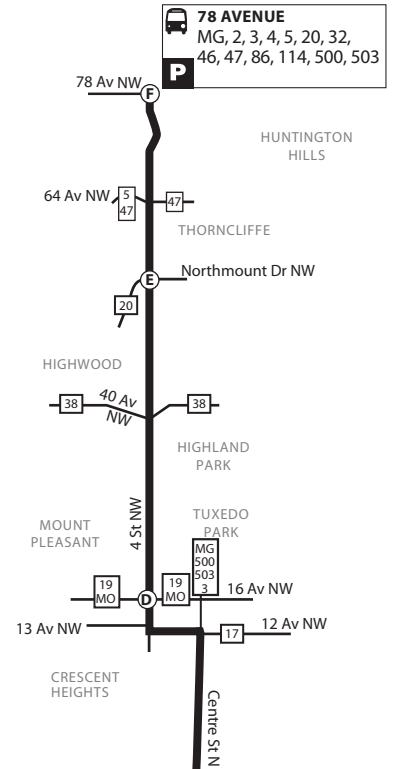 78 AVENUE
MG, 2, 3, 4, 5, 20, 32,
46, 47, 86, 114, 500, 503
P
78 Av NW
F
HUNTINGTON
HILLS
64 Av NW
5
47
47
THORNCLIFFE
E
Northmount Dr NW
20
HIGHWOOD
38
40 Av
NW
38
HIGHLAND
PARK
4 St NW
MOUNT
PLEASANT
TUXEDO
PARK
MG
500
503
3
19
MO
D
19
MO
16 Av NW
13 Av NW
12 Av NW
17
CRESCENT
HEIGHTS
Centre St N